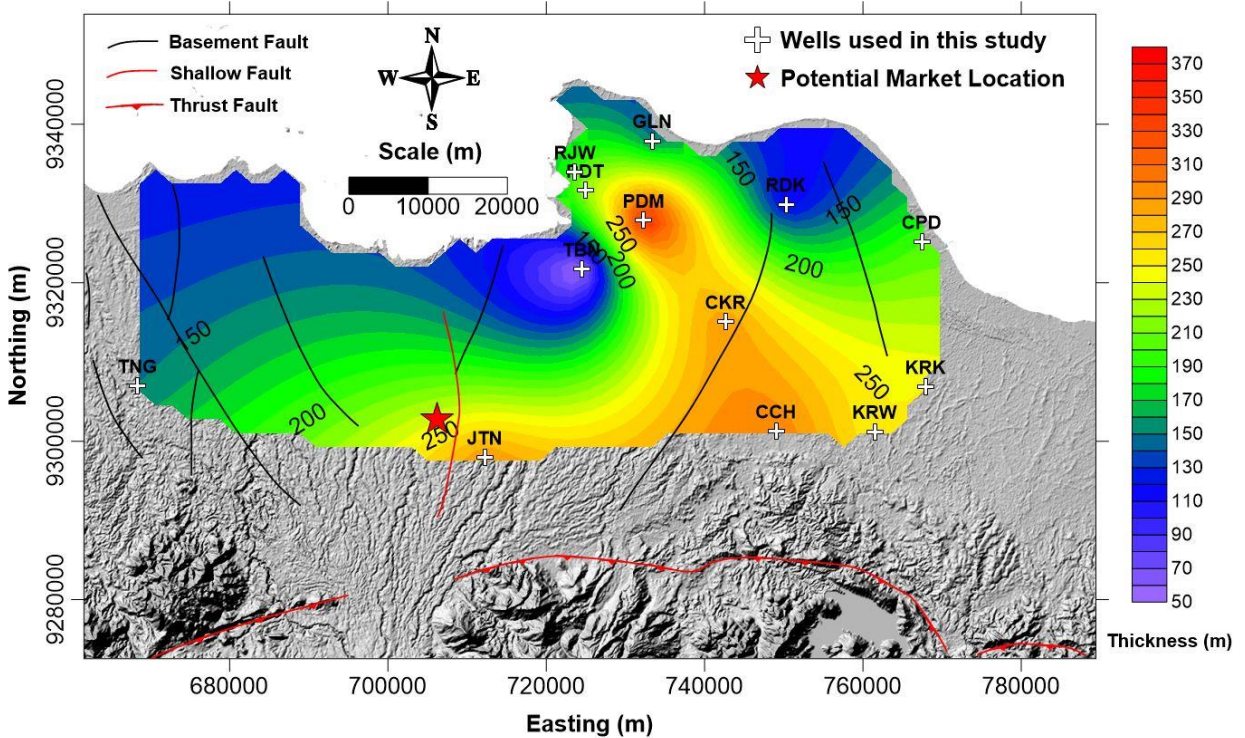 Basement Fault
Shallow Fault
Thrust Fault
N
W E
S
Scale (m)
0 10000 20000
Wells used in this study
Potential Market Location
GLN
RJW
PDM
RDK
CPD
TBN
CKR
TNG
KRK
CCH
KRW
JTN
150
150
250
200
200
150
200
250
250
9340000
9320000
9300000
9280000
Northing (m)
680000 700000 720000 740000 760000 780000
Easting (m)
370
350
330
310
290
270
250
230
210
190
170
150
130
110
90
70
50
Thickness (m)